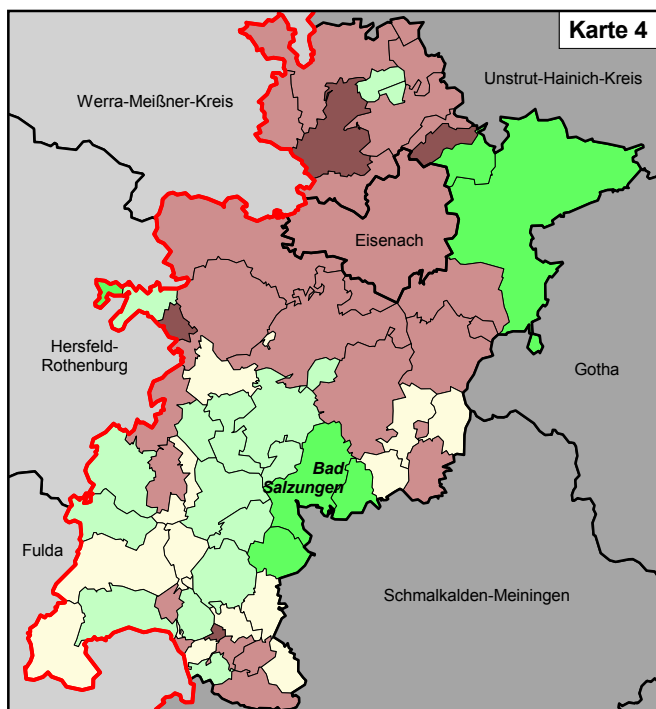 Karte 4
Werra-Meißner-Kreis
Unstrut-Hainich-Kreis
Eisenach
Hersfeld-
Rothenburg
Gotha
Bad
Salzungen
Fulda
Schmalkalden-Meiningen